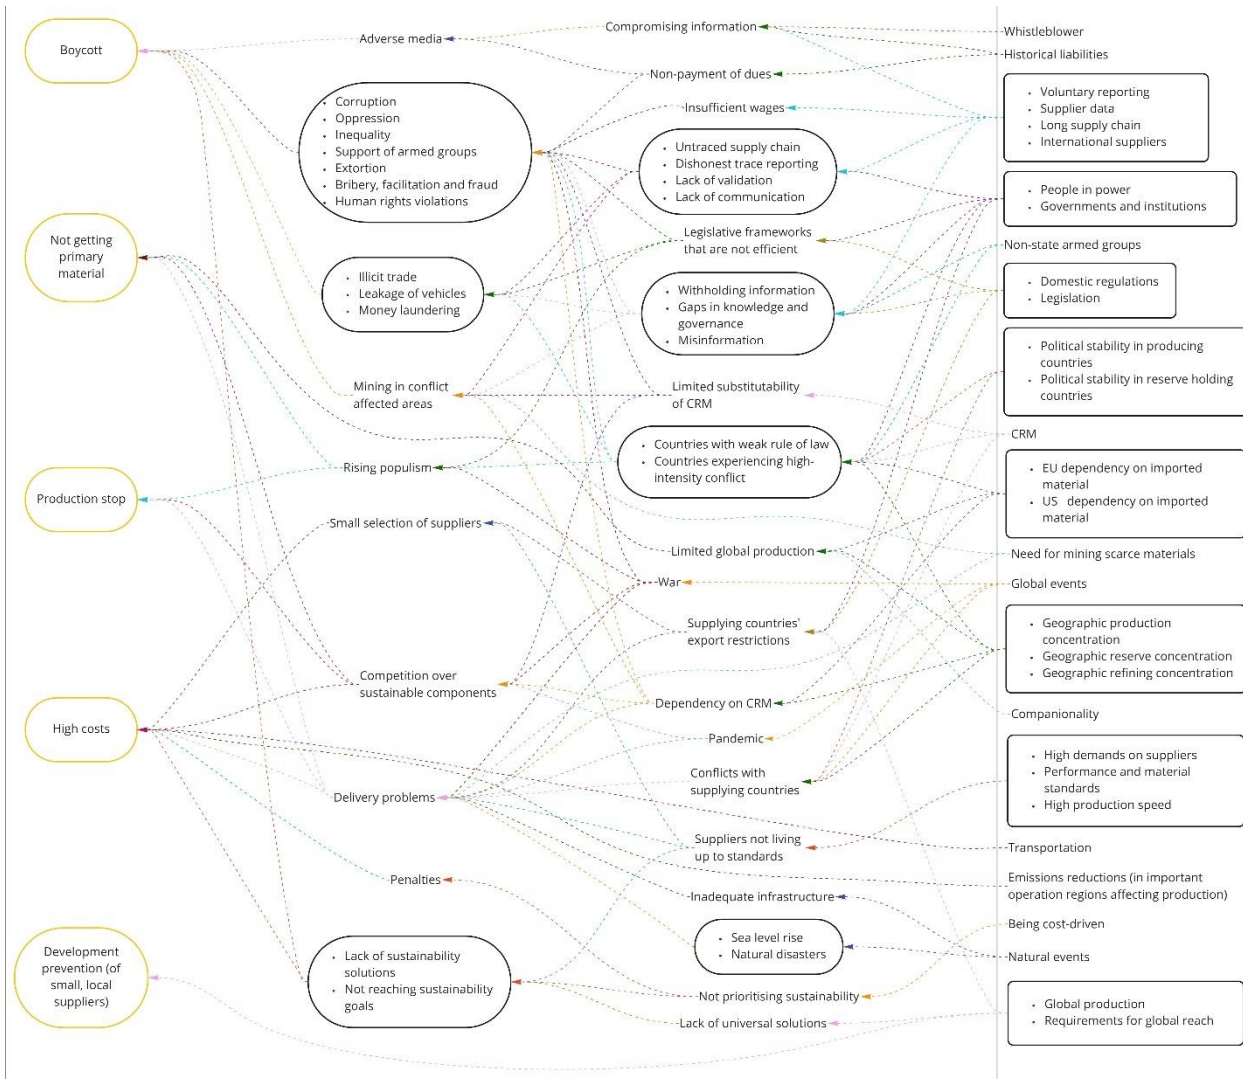 Boycott
Not getting
primary
material
Production stop
High costs
Development
prevention (of
small, local
suppliers)
Adverse media
Corruption
Oppression
Inequality
Support of armed groups
Extortion
Bribery, facilitation and fraud
Human rights violations
Illicit trade
Leakage of vehicles
Money laundering
Mining in conflict
affected areas
Rising populism
Small selection of suppliers
Competition over
sustainable components
Delivery problems
Penalties
Lack of sustainability
solutions
Not reaching sustainability
goals
Compromising information
Non-payment of dues
Insufficient wages
Untraced supply chain
Dishonest trace reporting
Lack of validation
Lack of communication
Legislative frameworks
that are not efficient
Withholding information
Gaps in knowledge and
governance
Misinformation
Limited substitutability
of CRM
Countries with weak rule of law
Countries experiencing high-
intensity conflict
Limited global production
War
Supplying countries'
export restrictions
Dependency on CRM
Pandemic
Conflicts with
supplying countries
Suppliers not living
up to standards
Inadequate infrastructure
Sea level rise
Natural disasters
Not prioritising sustainability
Lack of universal solutions
Whistleblower
Historical liabilities
Voluntary reporting
Supplier data
Long supply chain
International suppliers
People in power
Governments and institutions
Non-state armed groups
Domestic regulations
Legislation
Political stability in producing
countries
Political stability in reserve holding
countries
CRM
EU dependency on imported
material
US dependency on imported
material
Need for mining scarce materials
Global events
Geographic production
concentration
Geographic reserve concentration
Geographic refining concentration
Companionality
High demands on suppliers
Performance and material
standards
High production speed
Transportation
Emissions reductions (in important
operation regions affecting production)
Being cost-driven
Natural events
Global production
Requirements for global reach